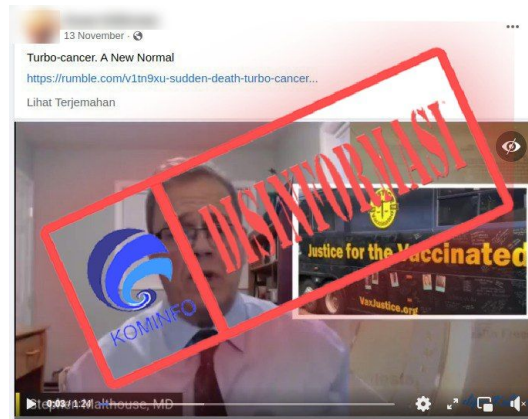 13 November ·
Turbo-cancer. A New Normal
https://rumble.com/v1tn9xu-sudden-death-turbo-cancer...
Lihat Terjemahan
DISINFORMASI
KOMINFO
Justice for the Vaccinated
VaxJustice.org
0:03 / 1:24
Stephen Malthouse, MD